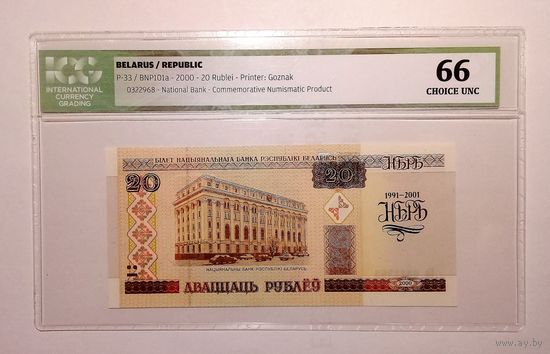 ICG
INTERNATIONAL
CURRENCY
GRADING
BELARUS / REPUBLIC
P-33 / BNP101a - 2000 - 20 Rublei - Printer: Goznak
0322968 - National Bank - Commemorative Numismatic Product
66
CHOICE UNC
БІЛЕТ НАЦЫЯНАЛЬНАГА БАНКА РЭСПУБЛІКІ БЕЛАРУСЬ
20
20
НБРБ
1991-2001
НБРБ
НАЦЫЯНАЛЬНЫ БАНК РЭСПУБЛІКІ БЕЛАРУСЬ
ДВАЦЦАЦЬ РУБЛЁЎ
2000
www.ay.by